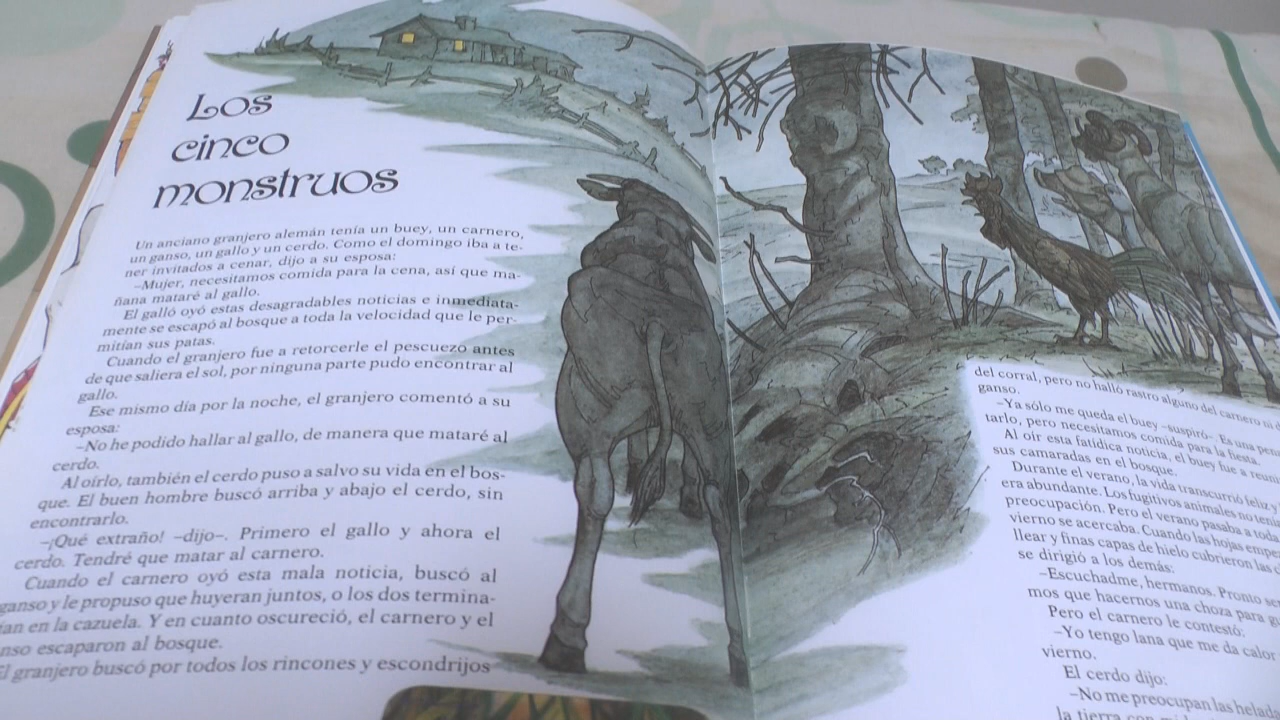 Los
cinco
monstruos
Un anciano granjero alemán tenía un buey, un carnero,
un ganso, un gallo y un cerdo. Como el domingo iba a te-
ner invitados a cenar, dijo a su esposa:
–Mujer, necesitamos comida para la cena, así que ma-
ñana mataré al gallo.
El galló oyó estas desagradables noticias e inmediata-
mente se escapó al bosque a toda la velocidad que le per-
mitían sus patas.
Cuando el granjero fue a retorcerle el pescuezo antes
de que saliera el sol, por ninguna parte pudo encontrar al
gallo.
Ese mismo día por la noche, el granjero comentó a su
esposa:
–No he podido hallar al gallo, de manera que mataré al
cerdo.
Al oírlo, también el cerdo puso a salvo su vida en el bos-
que. El buen hombre buscó arriba y abajo el cerdo, sin
encontrarlo.
–¡Qué extraño! –dijo–. Primero el gallo y ahora el
cerdo. Tendré que matar al carnero.
Cuando el carnero oyó esta mala noticia, buscó al
ganso y le propuso que huyeran juntos, o los dos termina-
ían en la cazuela. Y en cuanto oscureció, el carnero y el
nso escaparon al bosque.
El granjero buscó por todos los rincones y escondrijos
del corral, pero no halló rastro alguno del carnero ni d
ganso.
–Ya sólo me queda el buey –suspiró–. Es una pena
tarlo, pero necesitamos comida para la fiesta.
Al oír esta fatídica noticia, el buey fue a reuni
sus camaradas en el bosque.
Durante el verano, la vida transcurrió feliz y
era abundante. Los fugitivos animales no tení
preocupación. Pero el verano pasaba a toda
vierno se acercaba. Cuando las hojas empe
llear y finas capas de hielo cubrieron las c
se dirigió a los demás:
–Escuchadme, hermanos. Pronto se
mos que hacernos una choza para g
Pero el carnero le contestó:
–Yo tengo lana que me da calor
vierno.
El cerdo dijo:
–No me preocupan las helada
la tierra con